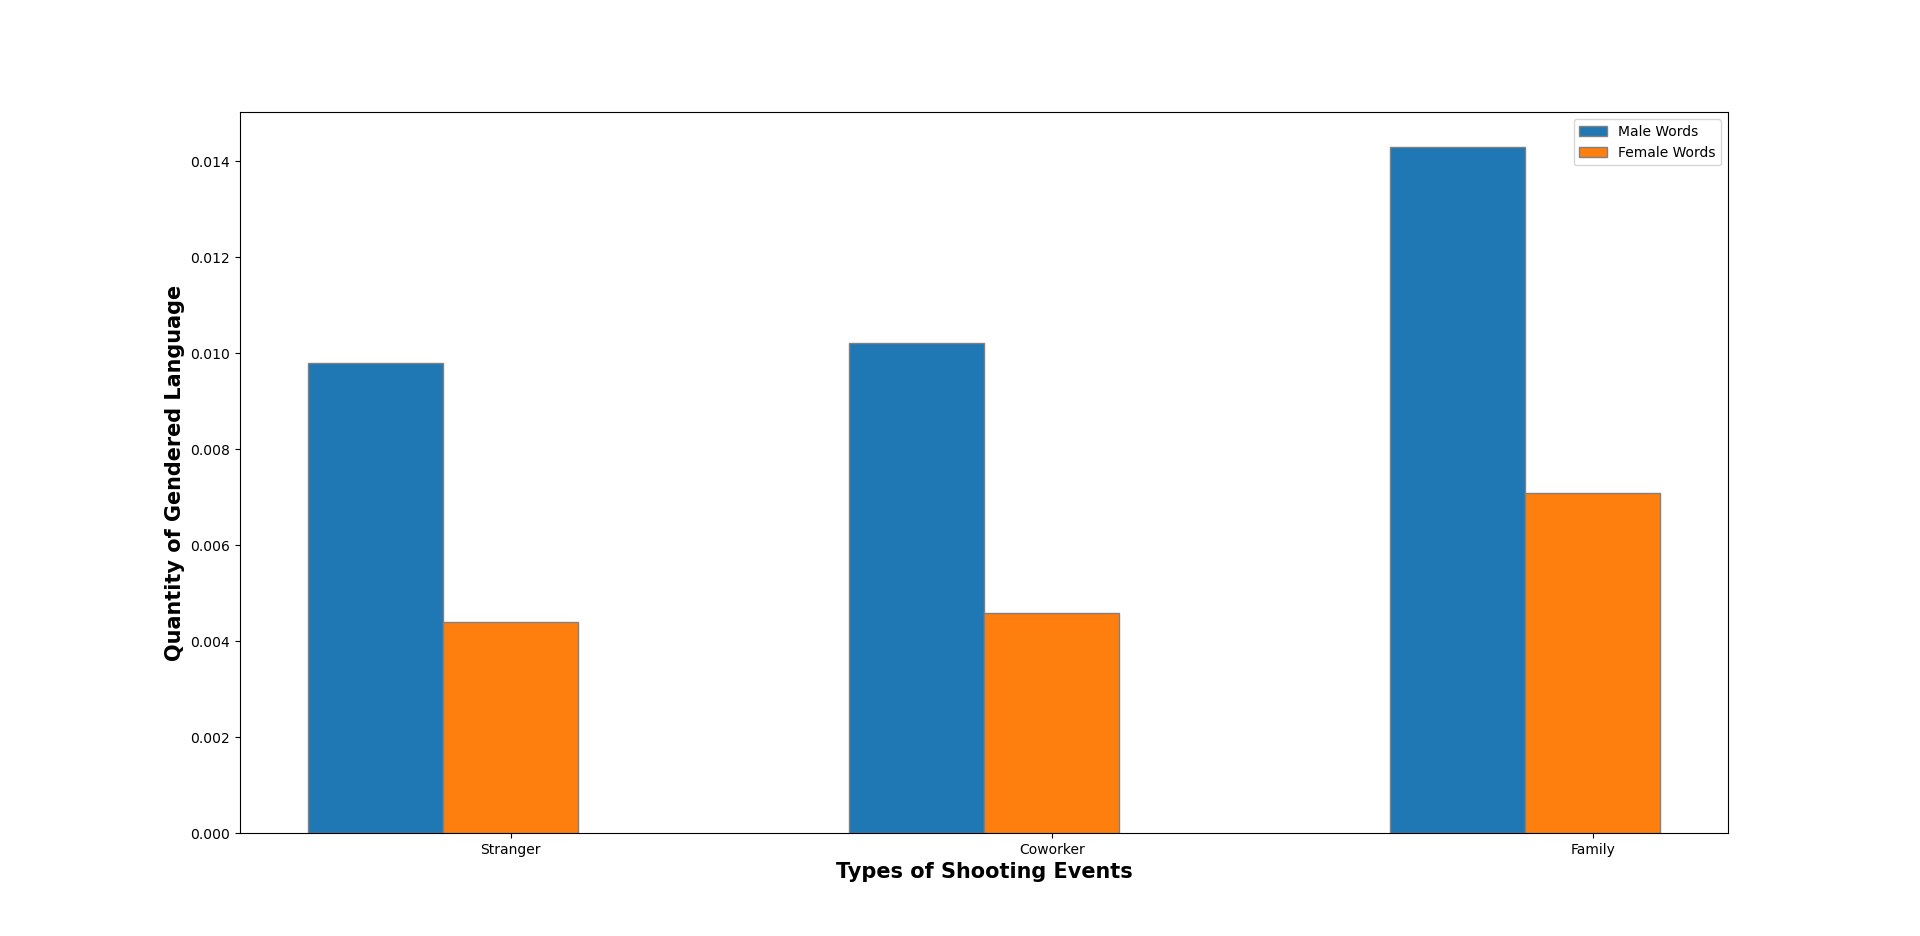 Male Words
Female Words
0.014
0.012
0.010
0.008
0.006
0.004
0.002
0.000
Quantity of Gendered Language
Stranger Coworker Family
Types of Shooting Events